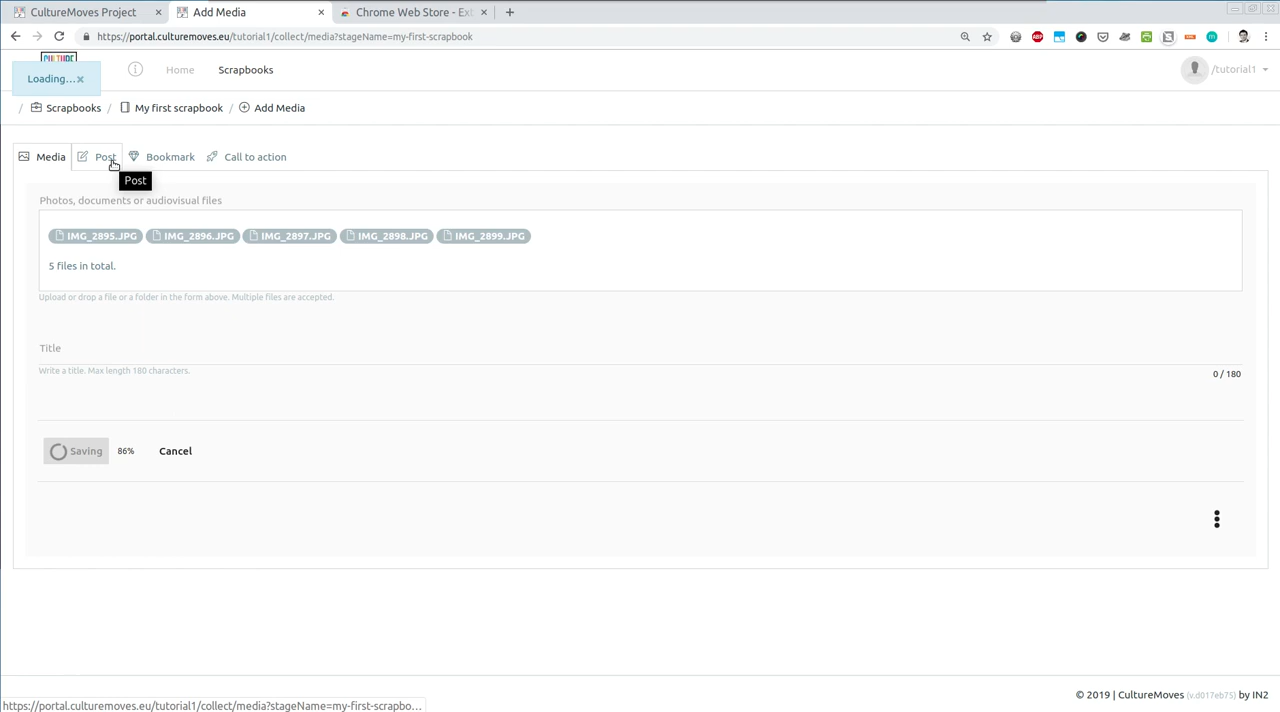 CultureMoves Project
Add Media
Chrome Web Store - Ext
https://portal.culturemoves.eu/tutorial1/collect/media?stageName=my-first-scrapbook
CULTURE
Loading...
Home
Scrapbooks
/tutorial1
/ Scrapbooks / My first scrapbook / Add Media
Media
Post
Bookmark
Call to action
Post
Photos, documents or audiovisual files
IMG_2895.JPG IMG_2896.JPG IMG_2897.JPG IMG_2898.JPG IMG_2899.JPG
5 files in total.
Upload or drop a file or a folder in the form above. Multiple files are accepted.
Title
Write a title. Max length 180 characters.
0 / 180
Saving
86%
Cancel
© 2019 | CultureMoves (v.d017eb75) by IN2
https://portal.culturemoves.eu/tutorial1/collect/media?stageName=my-first-scrapbo...